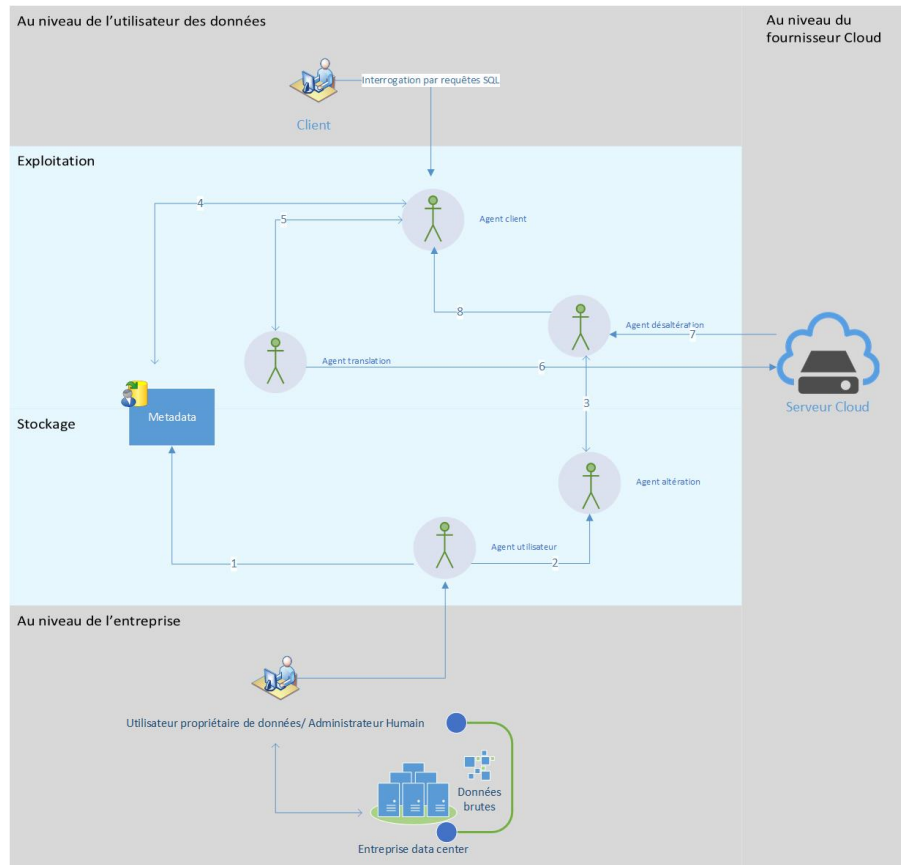 Au niveau de l'utilisateur des données
Au niveau du
fournisseur Cloud
Interrogation par requêtes SQL
Client
Exploitation
4
5
Agent client
8
Agent désaltération
7
Agent translation
6
Serveur Cloud
3
Metadata
Stockage
Agent altération
Agent utilisateur
1
2
Au niveau de l'entreprise
Utilisateur propriétaire de données/ Administrateur Humain
Données
brutes
Entreprise data center